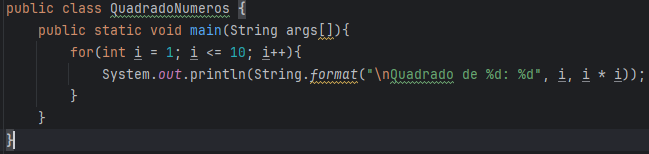 public class QuadradoNumeros {
    public static void main(String args[]){
        for(int i = 1; i <= 10; i++){
            System.out.println(String.format("\nQuadrado de %d: %d", i, i * i));
        }
    }
}